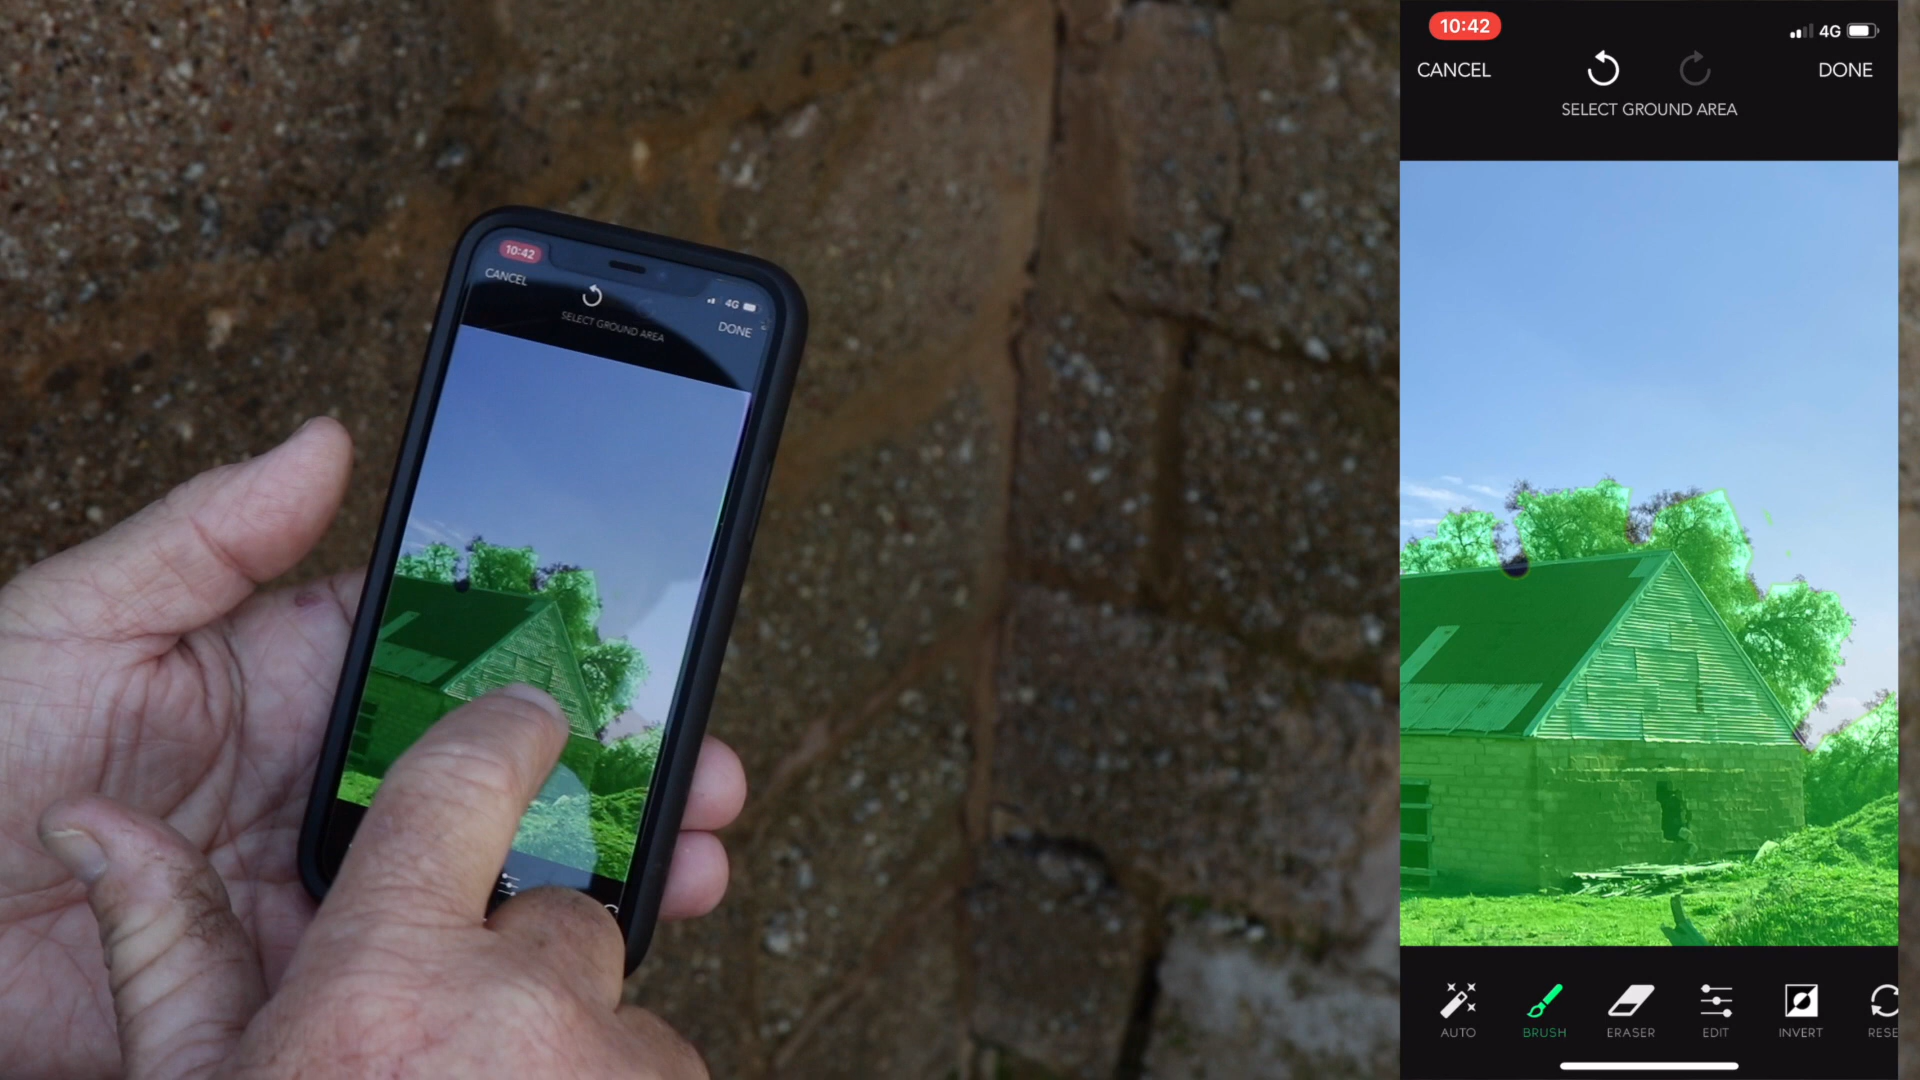 10:42
CANCEL
4G
SELECT GROUND AREA
DONE
10:42
4G
CANCEL
DONE
SELECT GROUND AREA
AUTO
BRUSH
ERASER
EDIT
INVERT
RESE